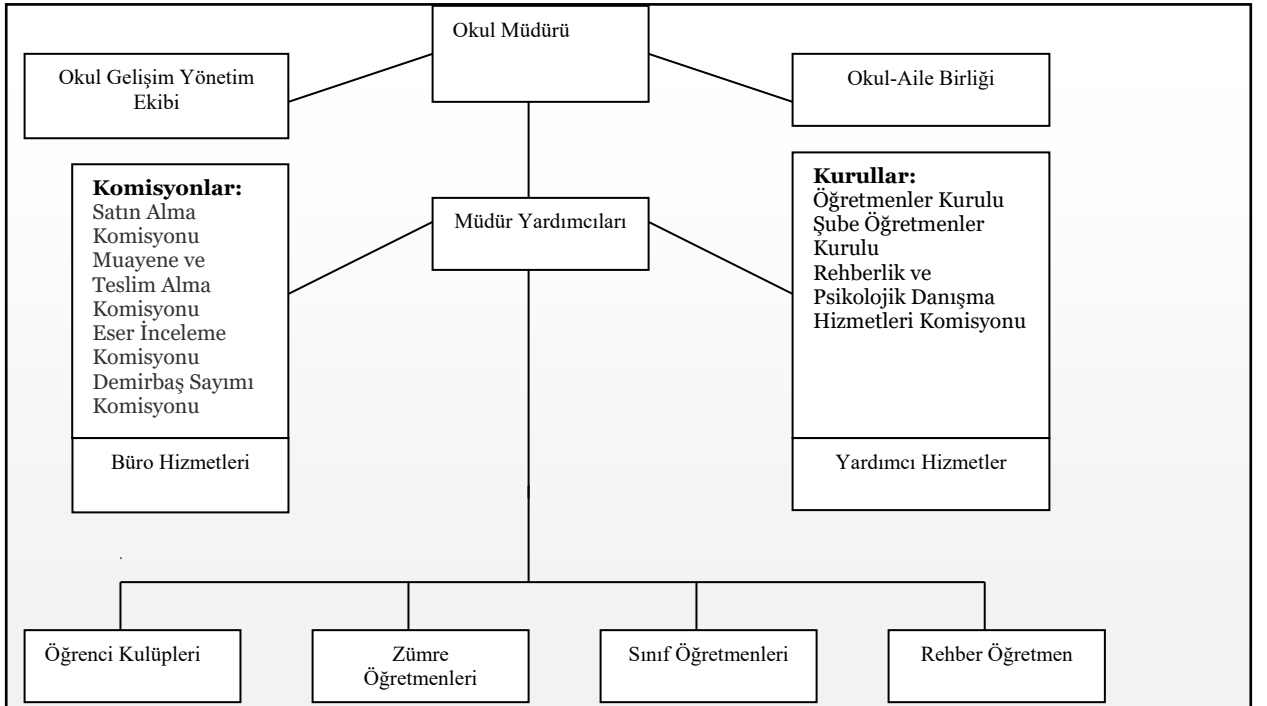 Okul Müdürü
Okul Gelişim Yönetim
Ekibi
Okul-Aile Birliği
Komisyonlar:
Satın Alma
Komisyonu
Muayene ve
Teslim Alma
Komisyonu
Eser İnceleme
Komisyonu
Demirbaş Sayımı
Komisyonu
Müdür Yardımcıları
Kurullar:
Öğretmenler Kurulu
Şube Öğretmenler
Kurulu
Rehberlik ve
Psikolojik Danışma
Hizmetleri Komisyonu
Büro Hizmetleri
Yardımcı Hizmetler
Öğrenci Kulüpleri
Zümre
Öğretmenleri
Sınıf Öğretmenleri
Rehber Öğretmen